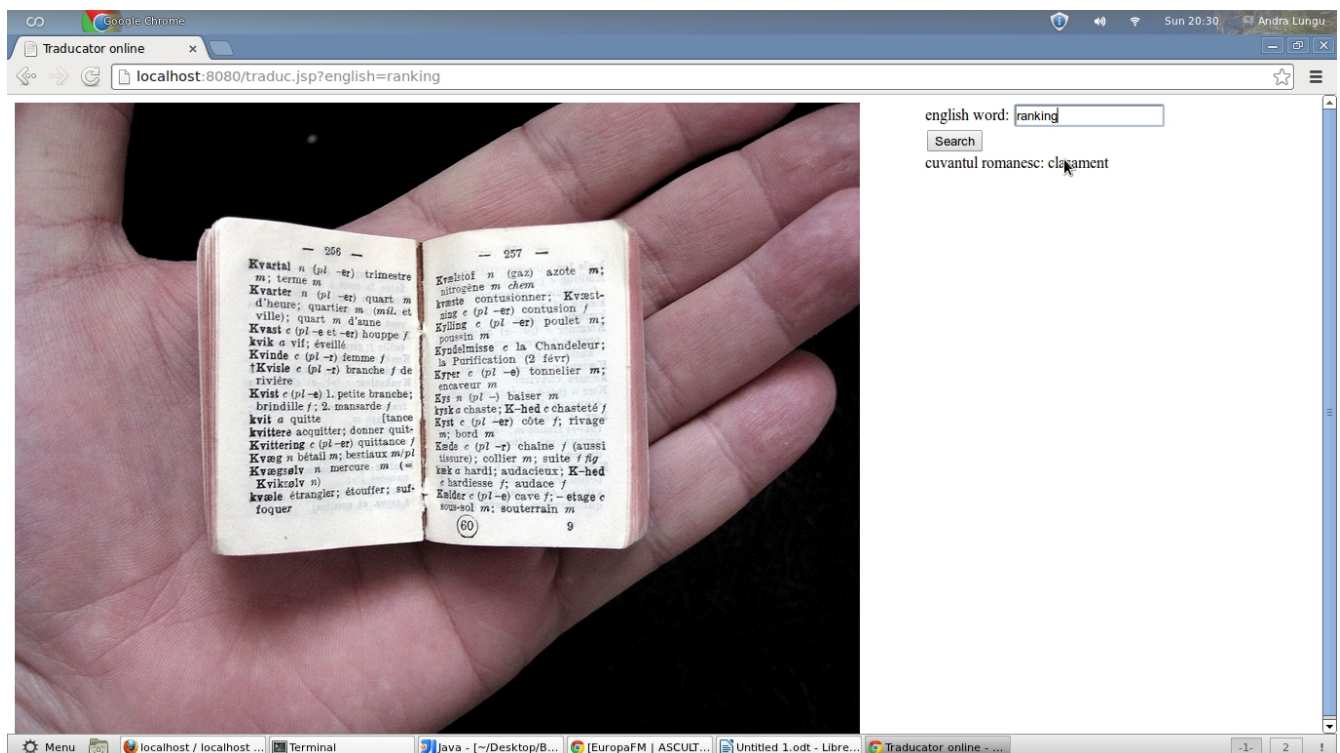 Google Chrome
Sun 20:30
Andra Lungu
Traducator online
localhost:8080/traduc.jsp?english=ranking
english word: ranking
Search
cuvantul romanesc: clasament
— 256 —
Kvartal n (pl -er) trimestre
m; terme m
Kvarter n (pl -er) quart m
d'heure; quartier m (mil. et
ville); quart m d'aune
Kvast c (pl -e et -er) houppe f
kvik a vif; éveillé
Kvinde c (pl -r) femme f
†Kvisle c (pl -r) branche f de
rivière
Kvist c (pl -e) 1. petite branche;
brindille f; 2. mansarde f
kvit a quitte [tance
kvittere acquitter; donner quit-
Kvittering c (pl -er) quittance f
Kvæg n bétail m; bestiaux m/pl
Kvægsølv n mercure m (=
Kviksølv n)
kvæle étrangler; étouffer; suf-
foquer
— 257 —
Kvælstof n (gaz) azote m;
nitrogène m chem
kvæste contusionner; Kvæst-
ning c (pl -er) contusion f
Kylling c (pl -er) poulet m;
poussin m
Kyndelmisse c la Chandeleur;
la Purification (2 févr)
Kyper c (pl -e) tonnelier m;
encaveur m
Kys n (pl -) baiser m
kysk a chaste; K-hed c chasteté f
Kyst c (pl -er) côte f; rivage
m; bord m
Kæde c (pl -r) chaîne f (aussi
tissure); collier m; suite f fig
kæk a hardi; audacieux; K-hed
c hardiesse f; audace f
Kælder c (pl -e) cave f; – etage c
sous-sol m; souterrain m
60 9
Menu
localhost / localhost ...
Terminal
Java - [~/Desktop/B...
[EuropaFM | ASCULT...
Untitled 1.odt - Libre...
Traducator online - ...
-1-
2